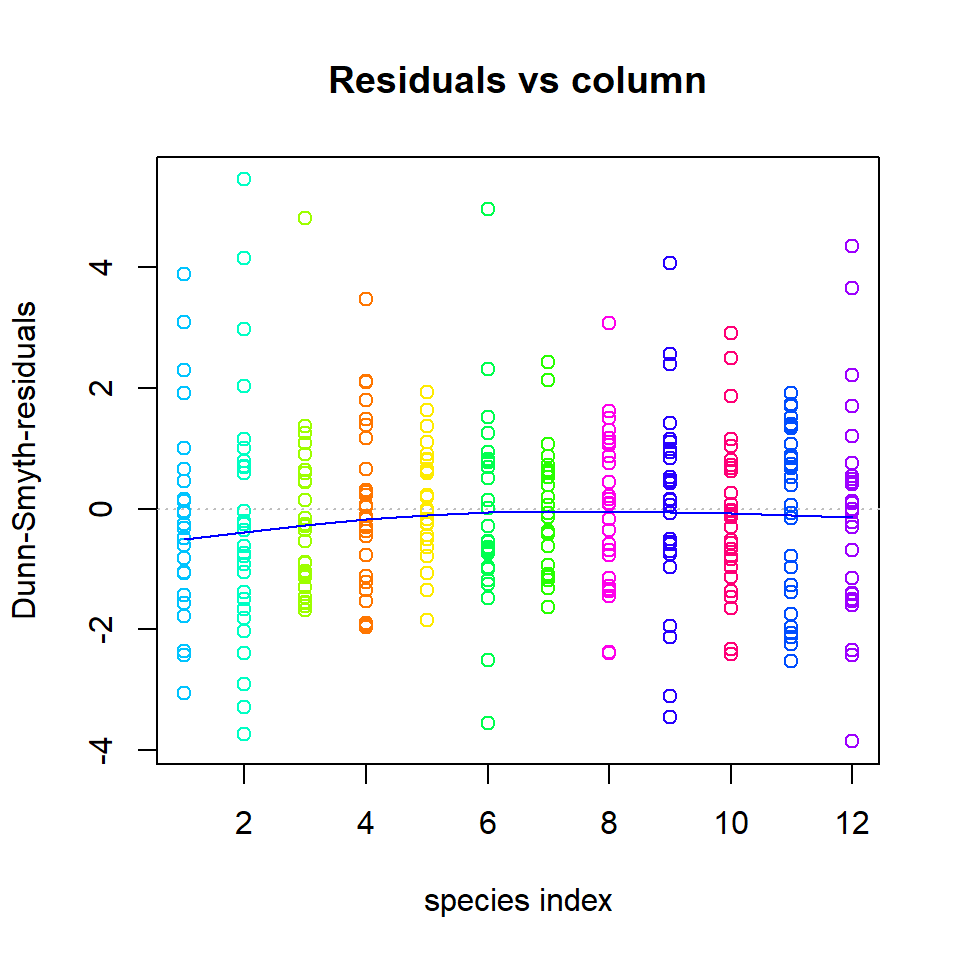 Residuals vs column
Dunn-Smyth-residuals
4
2
0
-2
-4
2 4 6 8 10 12
species index